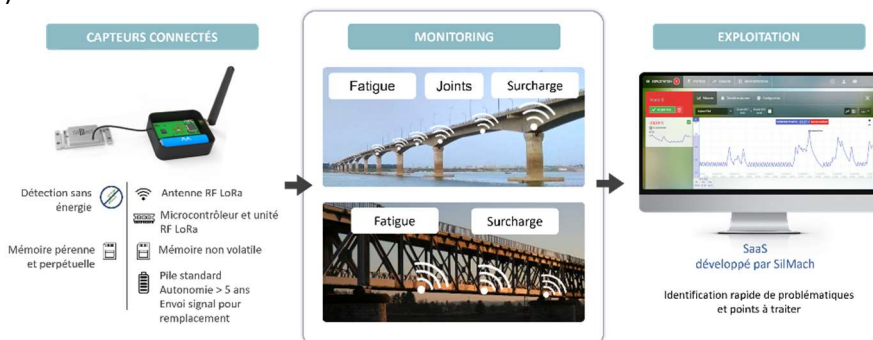 CAPTEURS CONNECTÉS
Détection sans
énergie
Mémoire pérenne
et perpétuelle
Antenne RF LoRa
Microcontrôleur et unité
RF LoRa
Mémoire non volatile
Pile standard
Autonomie > 5 ans
Envoi signal pour
remplacement
MONITORING
Fatigue
Joints
Surcharge
Fatigue
Surcharge
EXPLOITATION
SaaS
développé par SilMach
Identification rapide de problématiques
et points à traiter